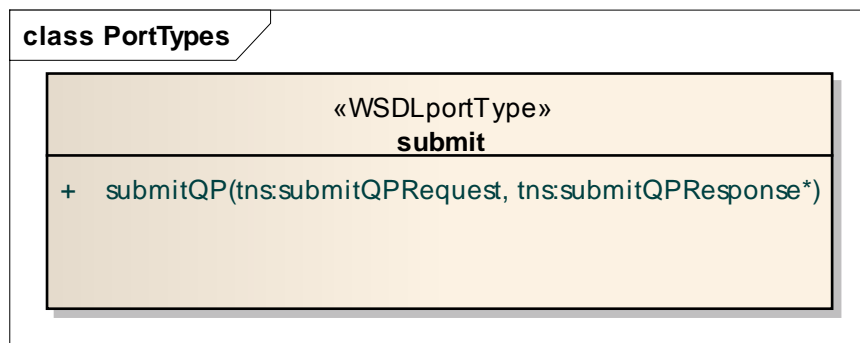 class PortTypes
«WSDLportType»
submit
+ submitQP(tns:submitQPRequest, tns:submitQPResponse*)